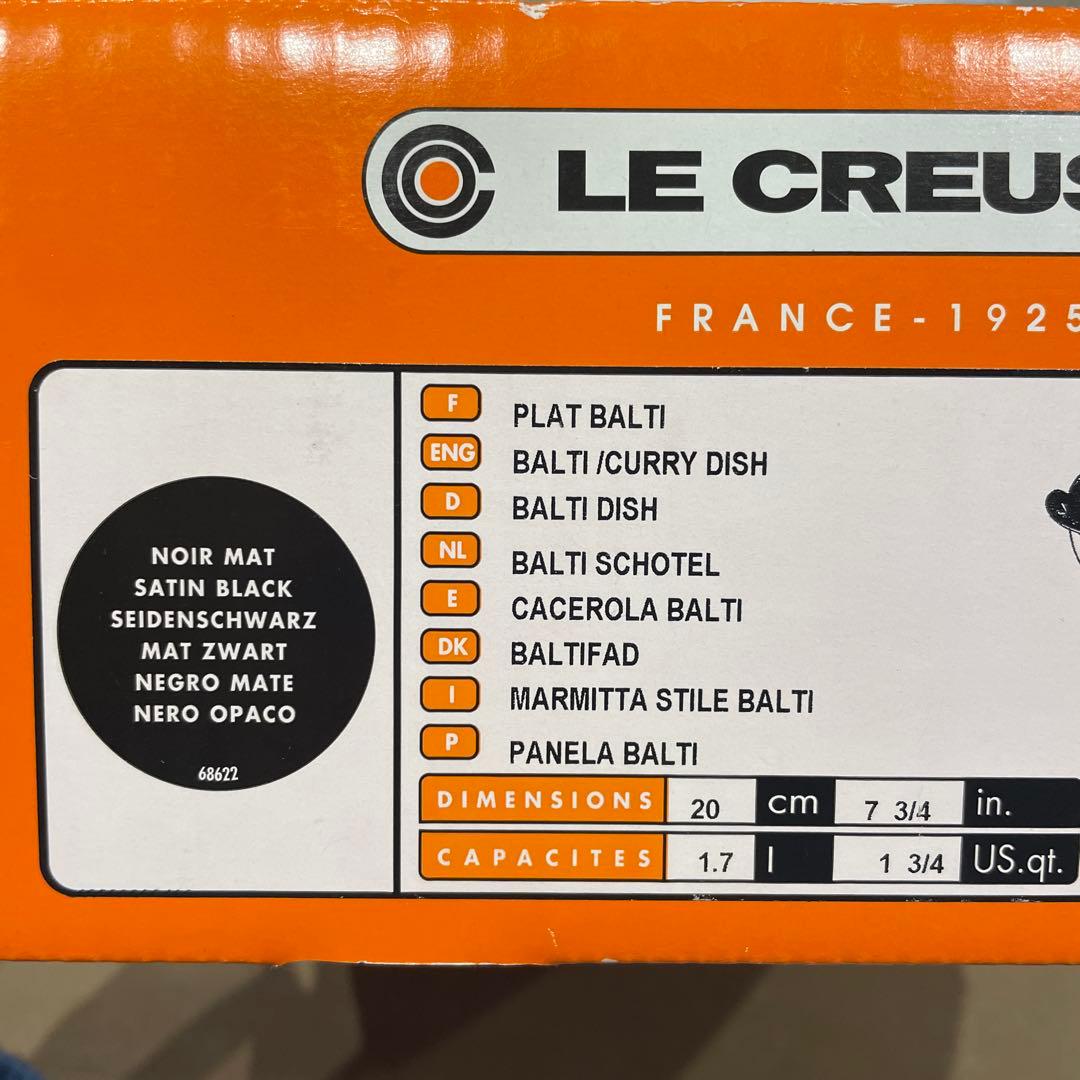 LE CREUS
FRANCE-1925
NOIR MAT
SATIN BLACK
SEIDENSCHWARZ
MAT ZWART
NEGRO MATE
NERO OPACO
68622
F PLAT BALTI
ENG BALTI /CURRY DISH
D BALTI DISH
NL BALTI SCHOTEL
E CACEROLA BALTI
DK BALTIFAD
I MARMITTA STILE BALTI
P PANELA BALTI
DIMENSIONS 20 cm 7 3/4 in.
CAPACITES 1.7 l 1 3/4 US.qt.